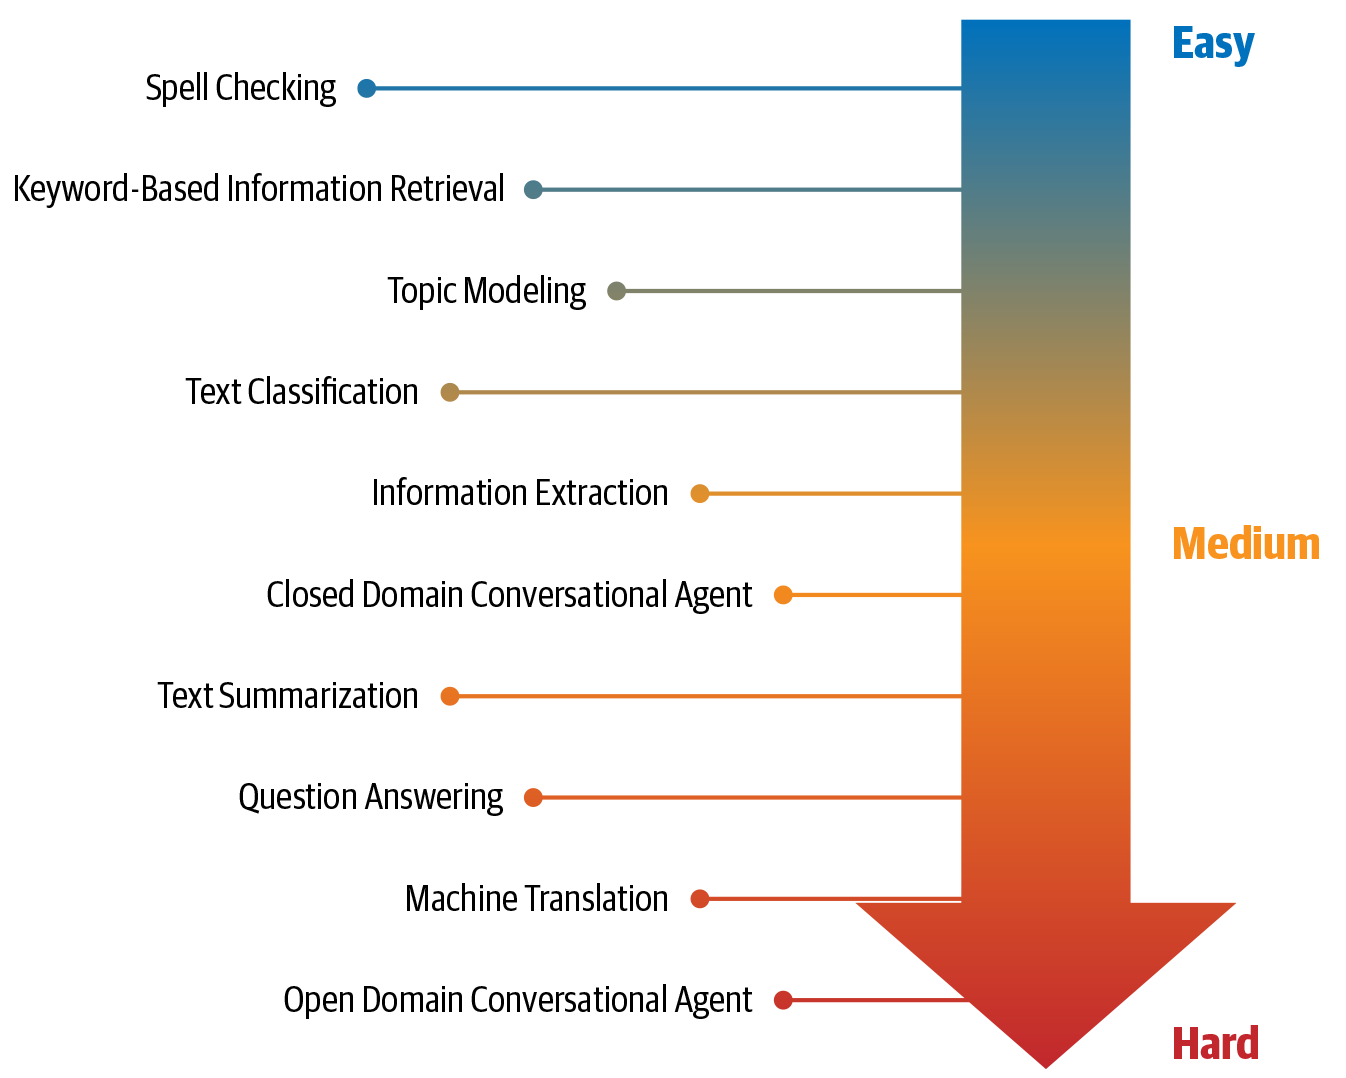 Easy
Spell Checking
Keyword-Based Information Retrieval
Topic Modeling
Text Classification
Information Extraction
Medium
Closed Domain Conversational Agent
Text Summarization
Question Answering
Machine Translation
Open Domain Conversational Agent
Hard